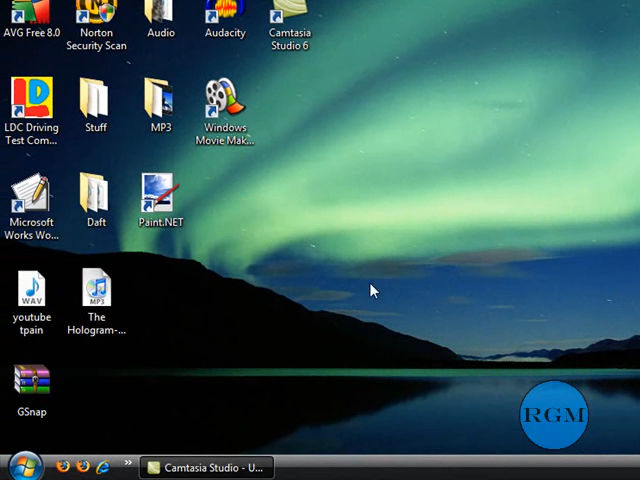 AVG Free 8.0
Norton
Security Scan
Audio
Audacity
Camtasia
Studio 6
LDC Driving
Test Com...
Stuff
MP3
Windows
Movie Mak...
Microsoft
Works Wo...
Daft
Paint.NET
WAV
youtube
tpain
MP3
The
Hologram-...
GSnap
RGM
Camtasia Studio - U...